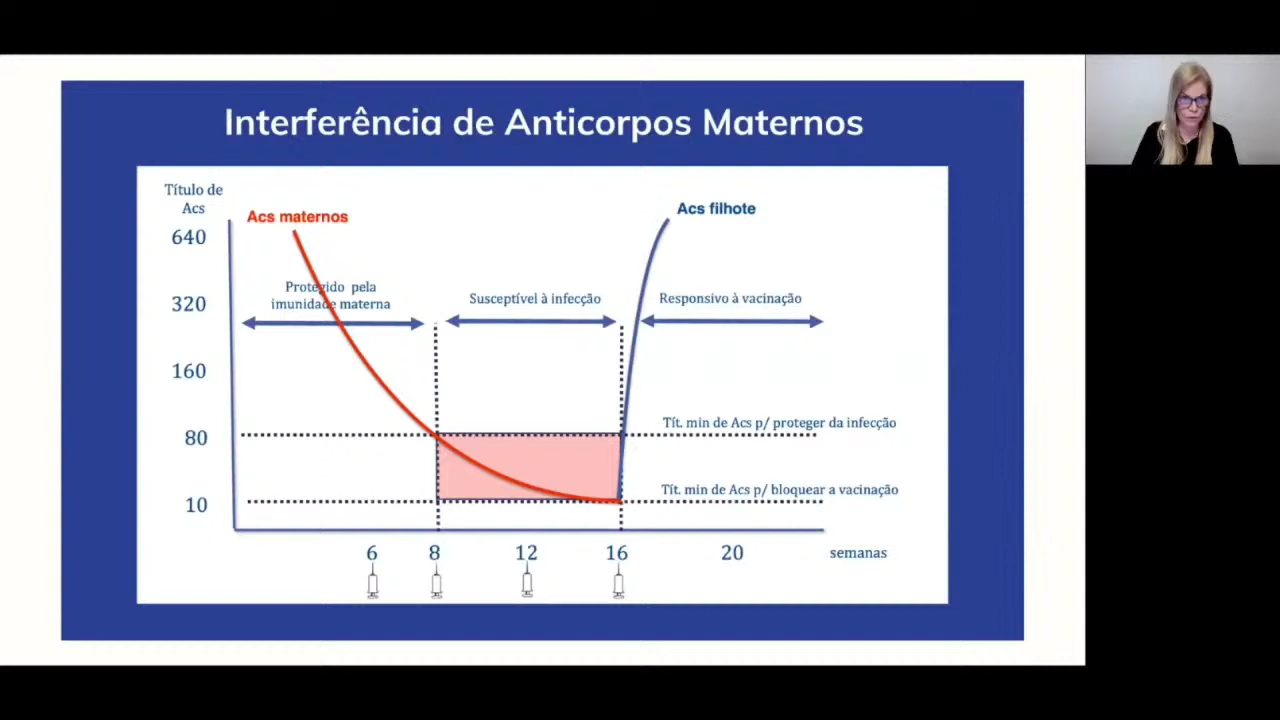 Interferência de Anticorpos Maternos
Título de
Acs
Acs maternos
Acs filhote
640
320
160
80
10
Protegido pela
imunidade materna
Susceptível à infecção
Responsivo à vacinação
Tít. min de Acs p/ proteger da infecção
Tít. min de Acs p/ bloquear a vacinação
6 8 12 16 20 semanas